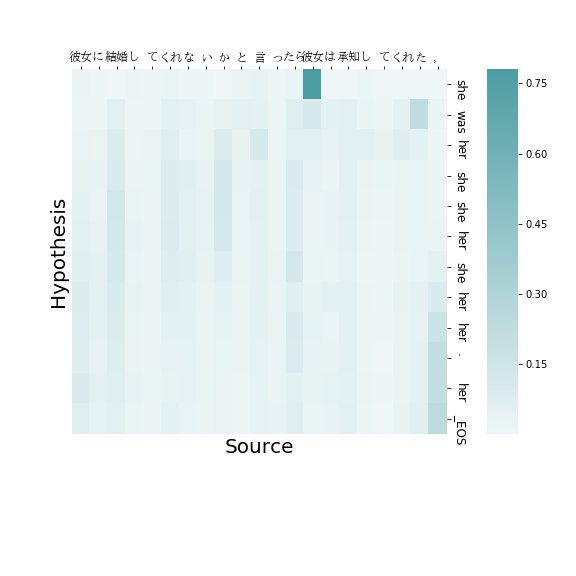 彼女に 結婚し てくれな い か と 言 ったら彼女は 承知し てくれた .
she
was
her
she
she
her
she
her
her
.
her
_EOS
Hypothesis
Source
0.75
0.60
0.45
0.30
0.15